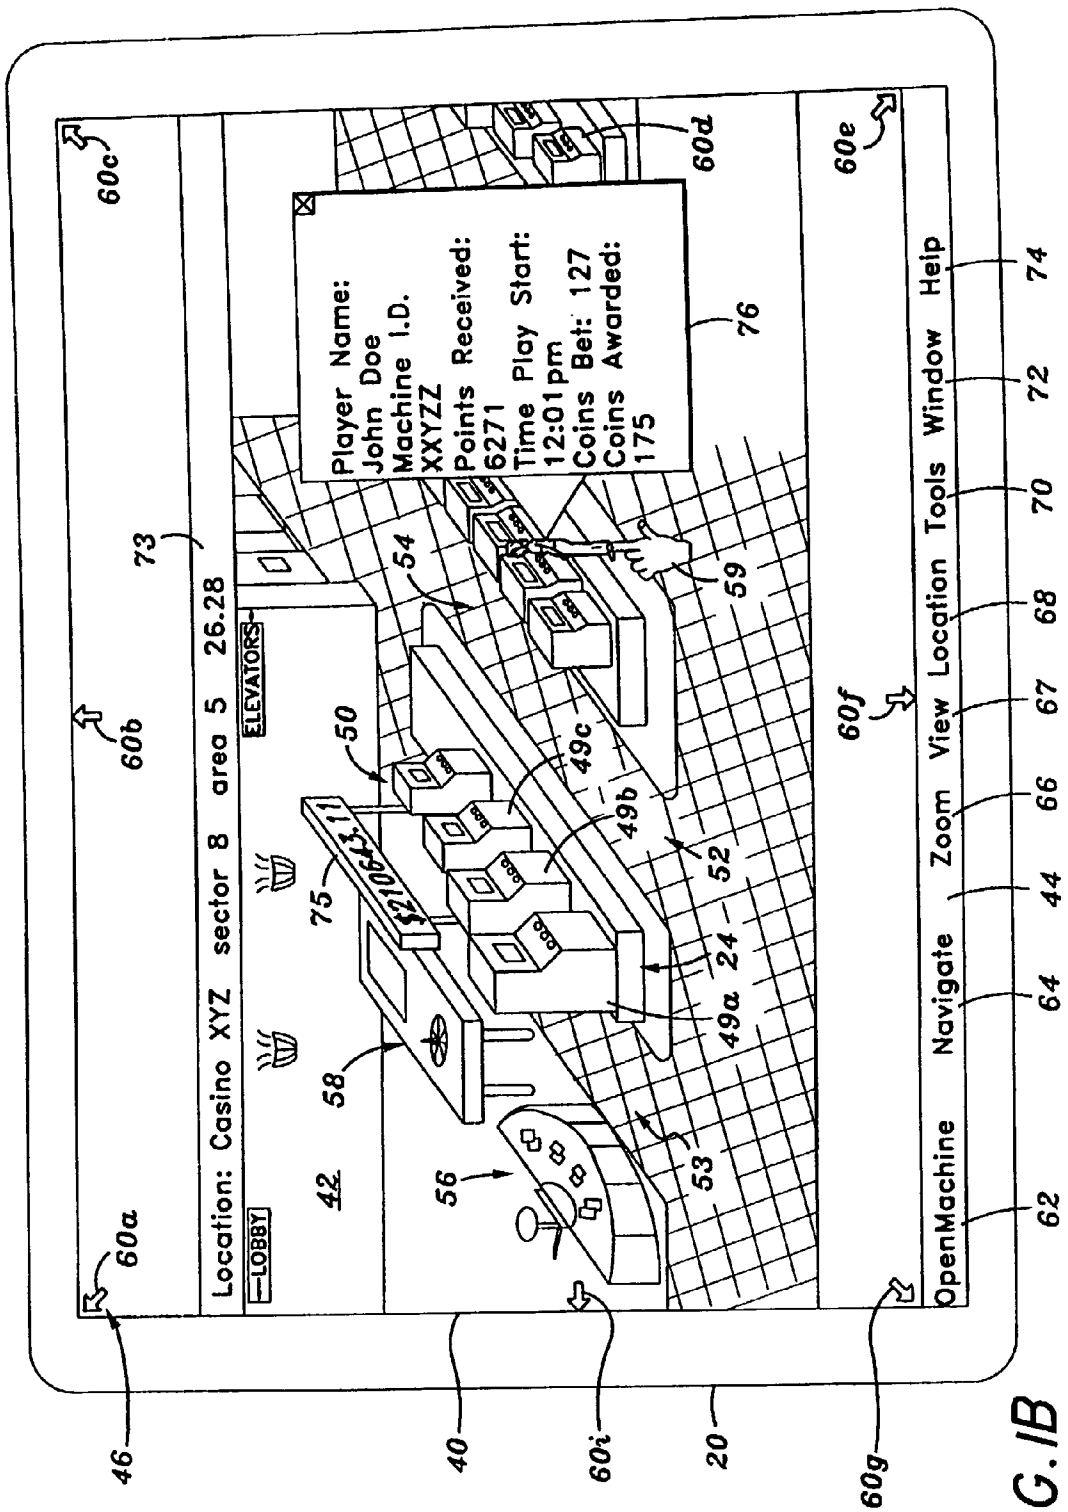 46
60a
60b
73
60c
Location: Casino XYZ sector 8 area 5 26.28
LOBBY
ELEVATORS
42
58
75
$210643.11
50
54
Player Name:
John Doe
Machine I.D.
XXYZZ
Points Received:
6271
Time Play Start:
12:01pm
Coins Bet: 127
Coins Awarded:
175
56
49c
49b
40
53
49a
24
52
59
76
60d
60i
20
60g
60f
60e
OpenMachine Navigate Zoom View Location Tools Window Help
62
64
44
66
67
68
70
72
74
G. 1B